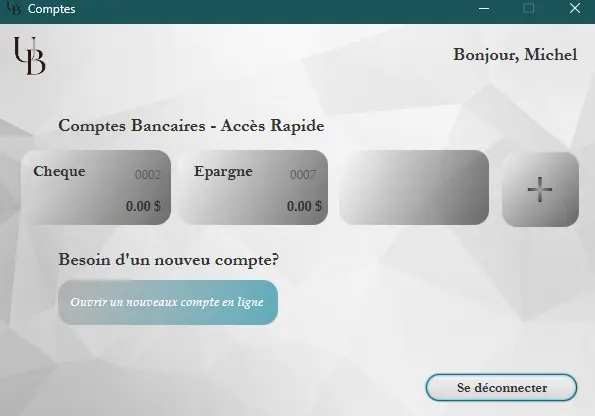 UB Comptes
UB
Bonjour, Michel
Comptes Bancaires - Accès Rapide
Cheque 0002
0.00 $
Epargne 0007
0.00 $
+
Besoin d'un nouveu compte?
Ouvrir un nouveaux compte en ligne
Se déconnecter